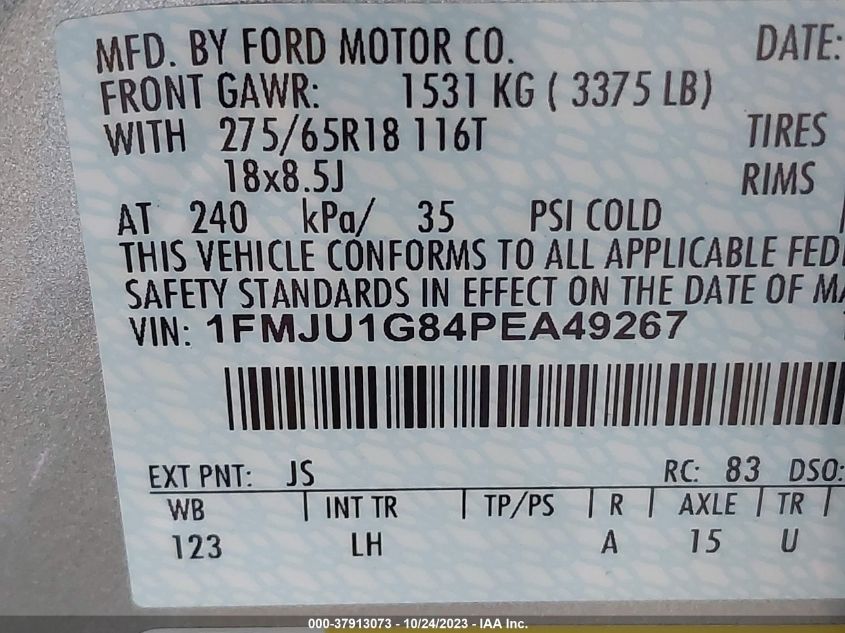 MFD. BY FORD MOTOR CO. DATE:
FRONT GAWR: 1531 KG ( 3375 LB)
WITH 275/65R18 116T TIRES
18x8.5J RIMS
AT 240 kPa/ 35 PSI COLD
THIS VEHICLE CONFORMS TO ALL APPLICABLE FED
SAFETY STANDARDS IN EFFECT ON THE DATE OF MA
VIN: 1FMJU1G84PEA49267
EXT PNT: JS RC: 83 DSO:
WB | INT TR | TP/PS | R | AXLE | TR |
123 LH A 15 U
000-37913073 - 10/24/2023 - IAA Inc.